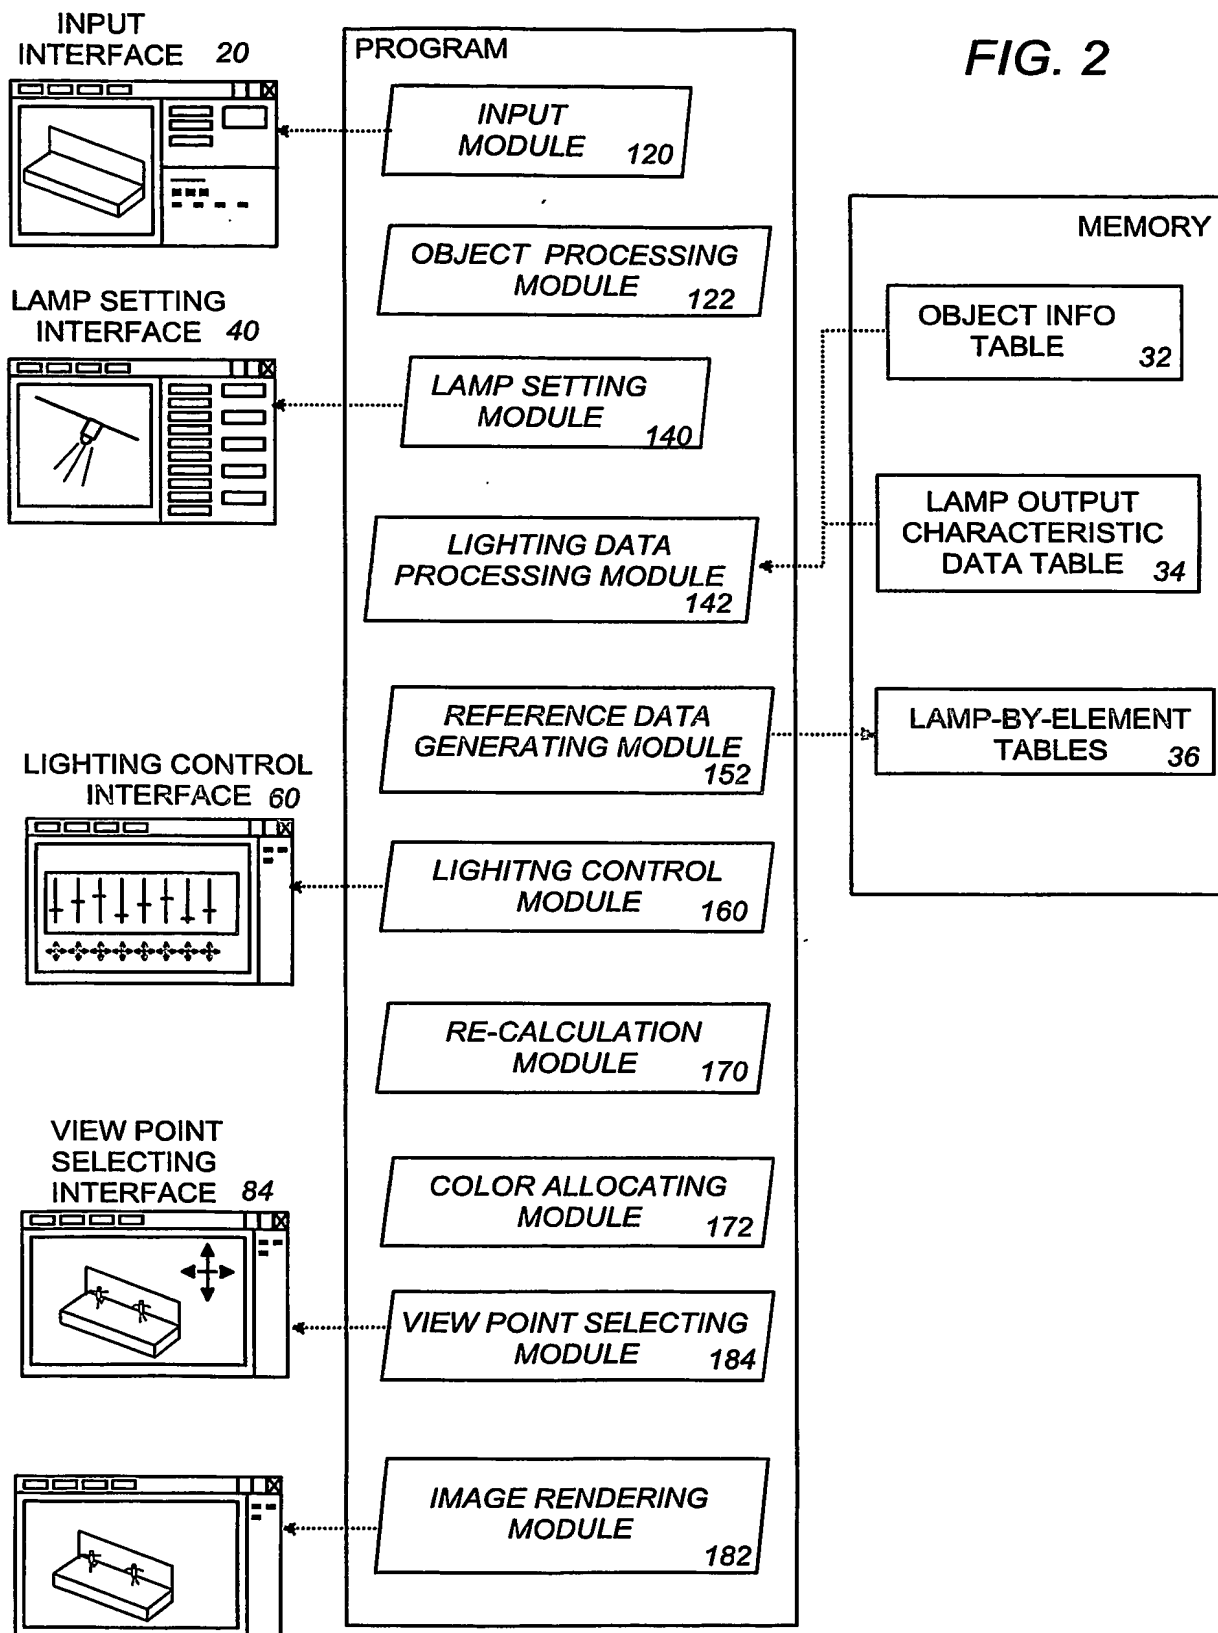 FIG. 2
INPUT
INTERFACE 20
LAMP SETTING
INTERFACE 40
LIGHTING CONTROL
INTERFACE 60
VIEW POINT
SELECTING
INTERFACE 84
PROGRAM
INPUT
MODULE 120
OBJECT PROCESSING
MODULE 122
LAMP SETTING
MODULE 140
LIGHTING DATA
PROCESSING MODULE
142
REFERENCE DATA
GENERATING MODULE
152
LIGHITNG CONTROL
MODULE 160
RE-CALCULATION
MODULE 170
COLOR ALLOCATING
MODULE 172
VIEW POINT SELECTING
MODULE 184
IMAGE RENDERING
MODULE 182
MEMORY
OBJECT INFO
TABLE 32
LAMP OUTPUT
CHARACTERISTIC
DATA TABLE 34
LAMP-BY-ELEMENT
TABLES 36